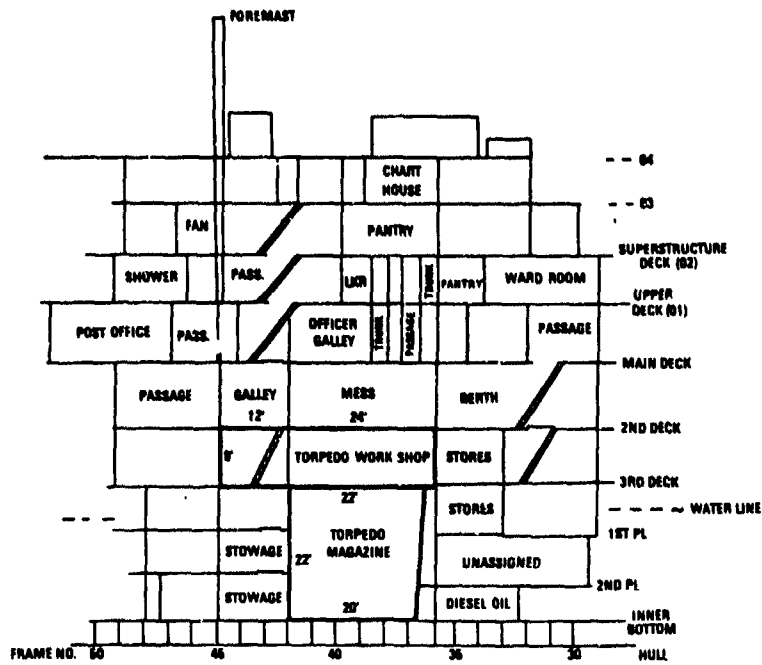 FOREMAST
04
CHART
HOUSE
03
FAN
PANTRY
SUPERSTRUCTURE
DECK (02)
SHOWER
PASS.
LKR
TRUNK
PANTRY
WARD ROOM
UPPER
DECK (01)
POST OFFICE
PASS.
OFFICER
GALLEY
TRUNK
PASSAGE
PASSAGE
MAIN DECK
PASSAGE
GALLEY
MESS
BERTH
12'
24'
2ND DECK
9'
TORPEDO WORK SHOP
STORES
3RD DECK
22'
STORES
WATER LINE
TORPEDO
MAGAZINE
1ST PL
STOWAGE
22'
UNASSIGNED
2ND PL
STOWAGE
20'
DIESEL OIL
INNER
BOTTOM
FRAME NO. 50 45 40 35 30 HULL